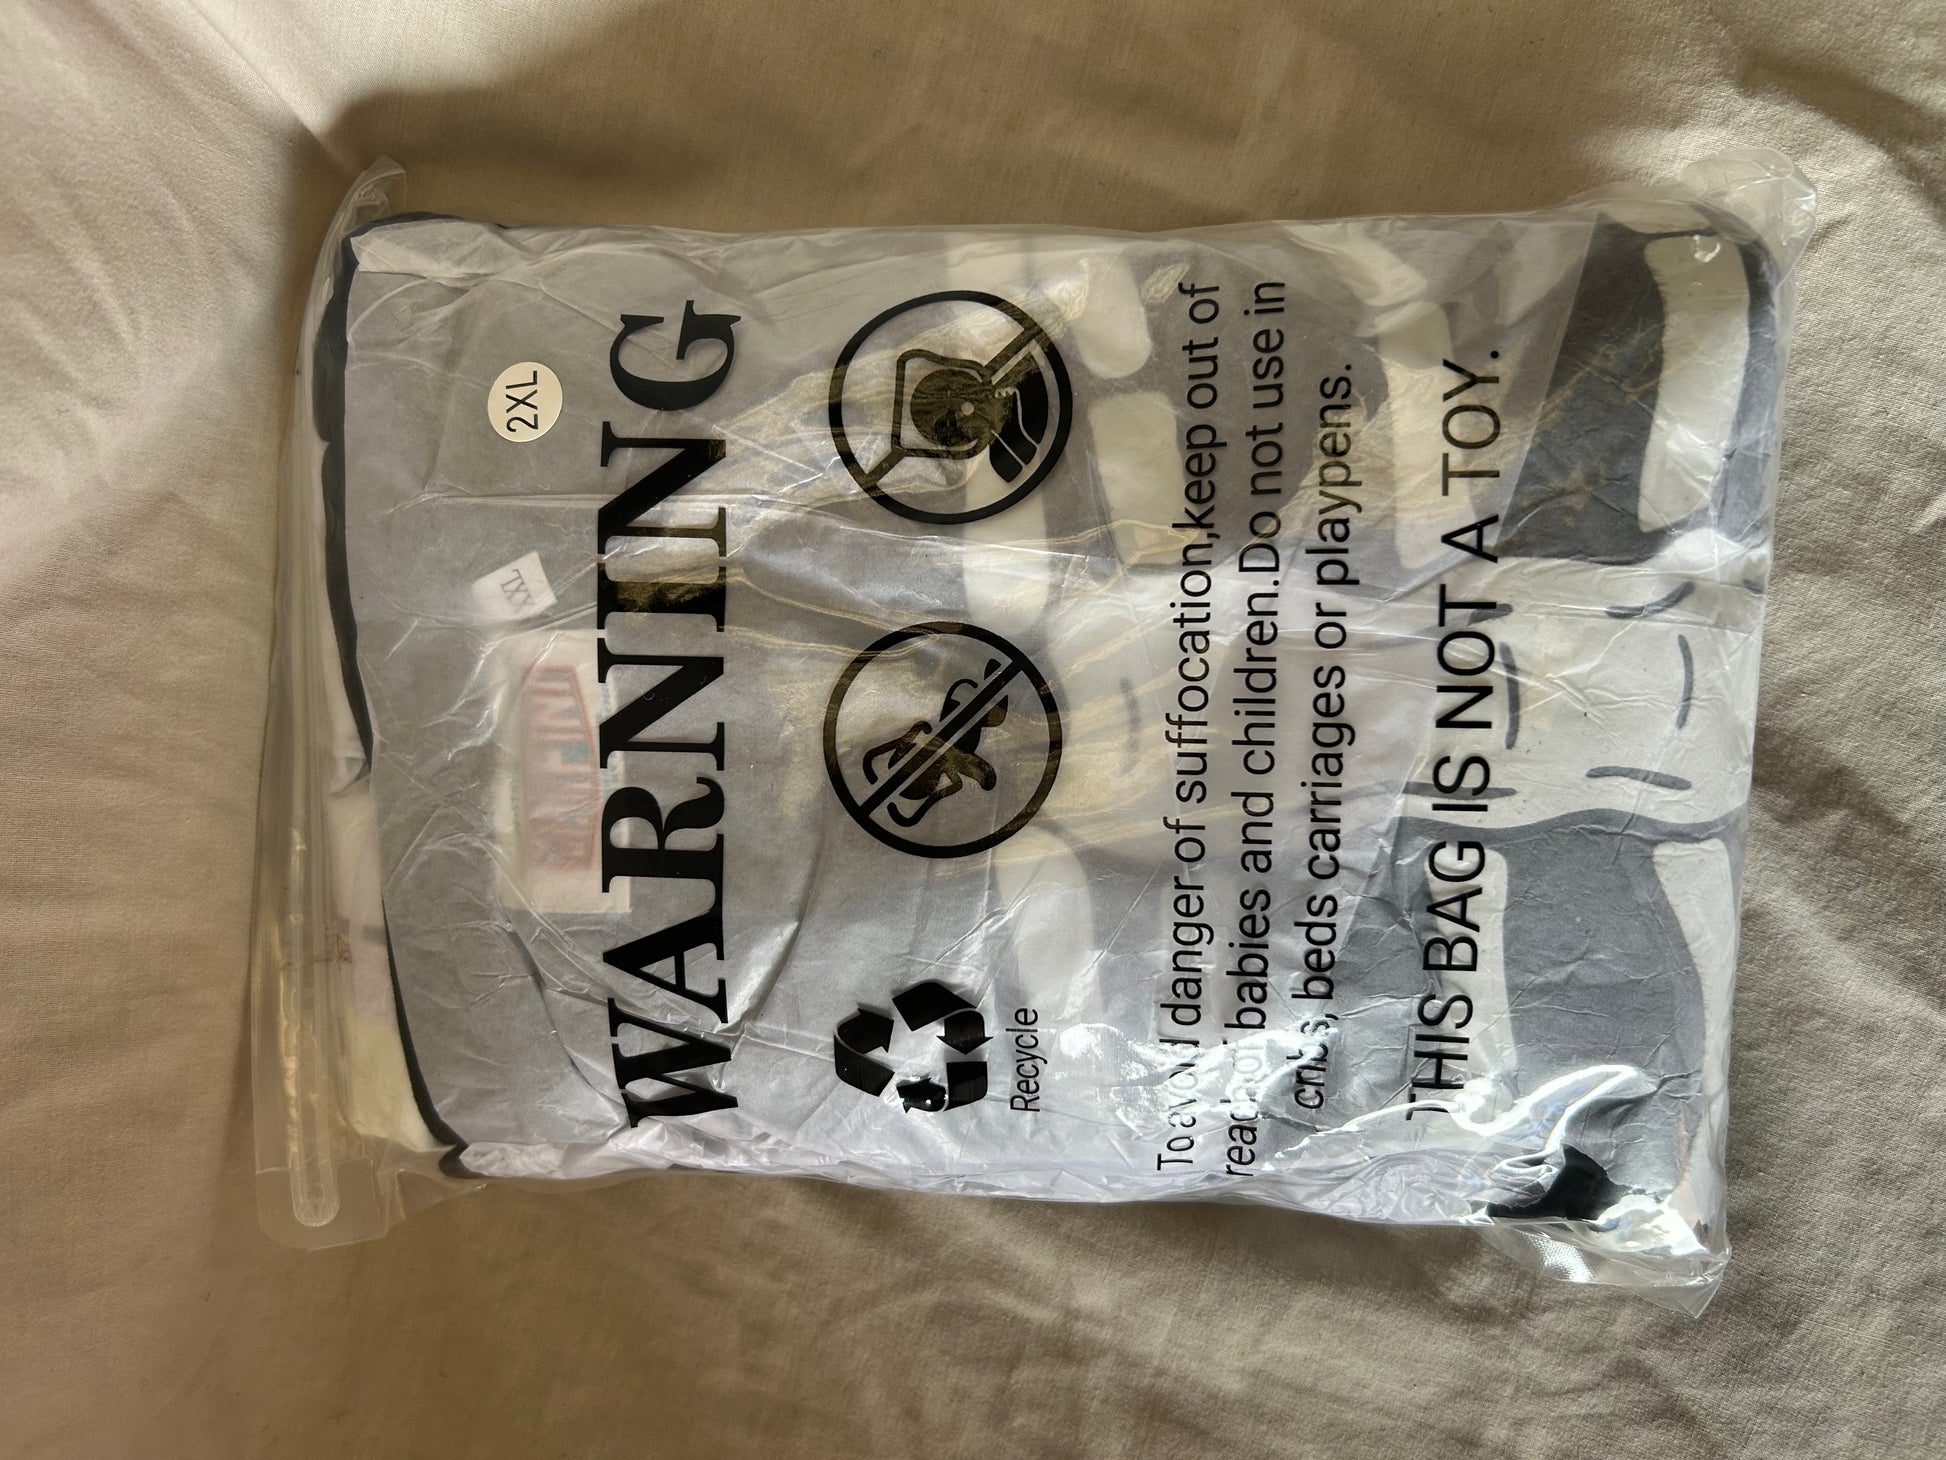 2XL
XXL
WARNING
Recycle
To avoid danger of suffocation,keep out of
reach of babies and children.Do not use in
cribs, beds carriages or playpens.
THIS BAG IS NOT A TOY.